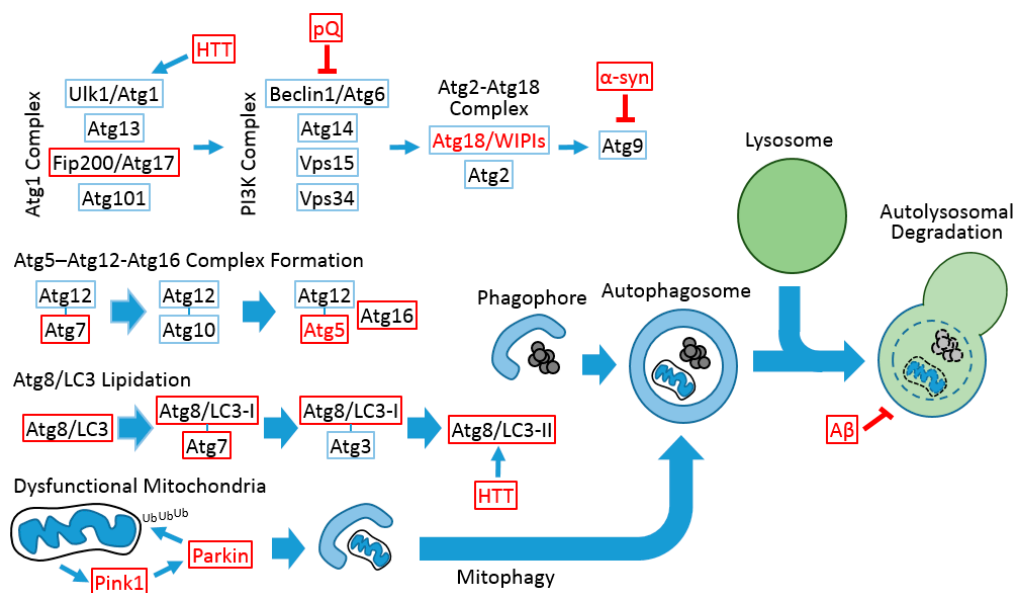 HTT
pQ
Atg1 Complex
Ulk1/Atg1
Atg13
Fip200/Atg17
Atg101
PI3K Complex
Beclin1/Atg6
Atg14
Vps15
Vps34
Atg2-Atg18
Complex
Atg18/WIPIs
Atg2
α-syn
Atg9
Lysosome
Autolysosomal
Degradation
Atg5–Atg12-Atg16 Complex Formation
Atg12
Atg7
Atg12
Atg10
Atg12
Atg5
Atg16
Phagophore
Autophagosome
Atg8/LC3 Lipidation
Atg8/LC3
Atg8/LC3-I
Atg7
Atg8/LC3-I
Atg3
Atg8/LC3-II
HTT
Aβ
Dysfunctional Mitochondria
UbUbUb
Pink1
Parkin
Mitophagy